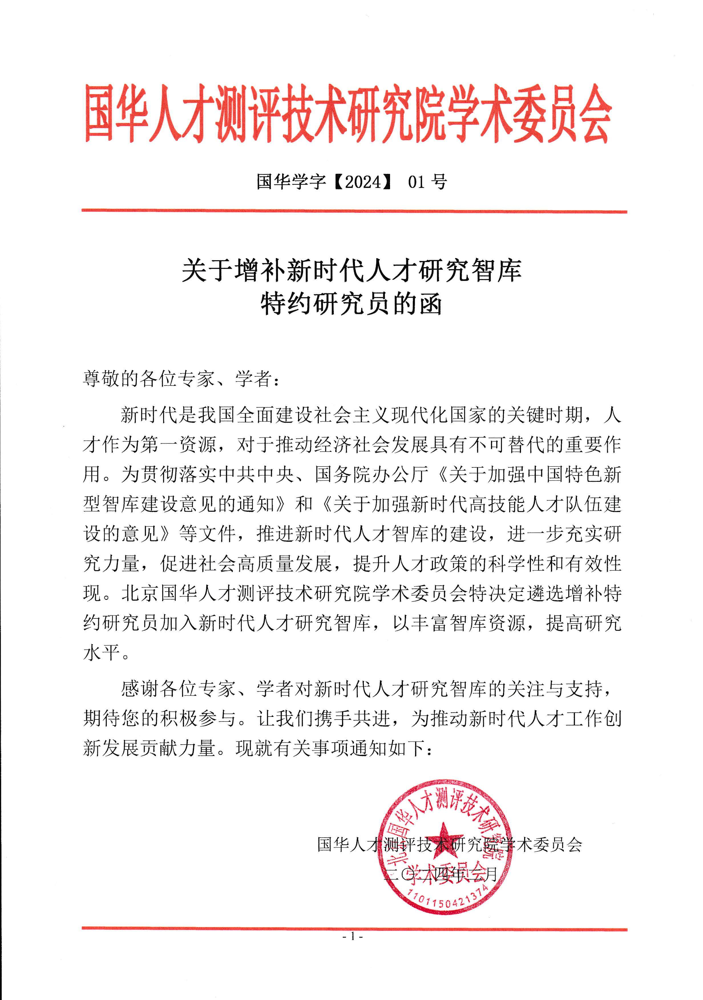 国华人才测评技术研究院学术委员会
国华学字【2024】 01号
关于增补新时代人才研究智库
特约研究员的函
尊敬的各位专家、学者：
新时代是我国全面建设社会主义现代化国家的关键时期，人
才作为第一资源，对于推动经济社会发展具有不可替代的重要作
用。为贯彻落实中共中央、国务院办公厅《关于加强中国特色新
型智库建设意见的通知》和《关于加强新时代高技能人才队伍建
设的意见》等文件，推进新时代人才智库的建设，进一步充实研
究力量，促进社会高质量发展，提升人才政策的科学性和有效性
现。北京国华人才测评技术研究院学术委员会特决定遴选增补特
约研究员加入新时代人才研究智库，以丰富智库资源，提高研究
水平。
感谢各位专家、学者对新时代人才研究智库的关注与支持，
期待您的积极参与。让我们携手共进，为推动新时代人才工作创
新发展贡献力量。现就有关事项通知如下：
北京国华人才测评技术研究院
国华人才测评技术研究院学术委员会
学术委员会
二〇二四年二月
1101150421374
- 1 -